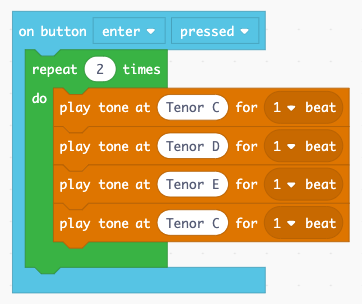 on button enter pressed
repeat 2 times
do
play tone at Tenor C for 1 beat
play tone at Tenor D for 1 beat
play tone at Tenor E for 1 beat
play tone at Tenor C for 1 beat